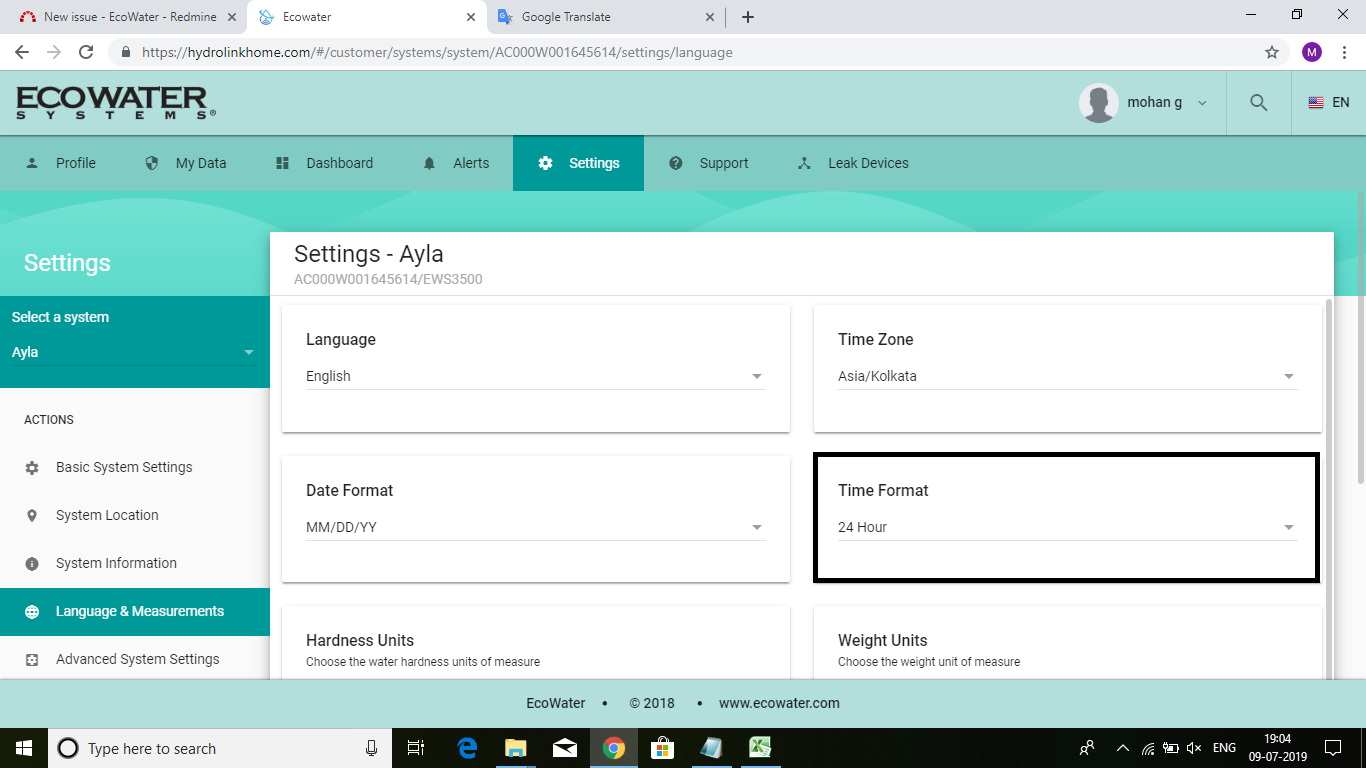 New issue - EcoWater - Redmine
Ecowater
Google Translate
https://hydrolinkhome.com/#/customer/systems/system/AC000W001645614/settings/language
M
ECOWATER
SYSTEMS®
mohan g
EN
Profile
My Data
Dashboard
Alerts
Settings
Support
Leak Devices
Settings
Settings - Ayla
AC000W001645614/EWS3500
Select a system
Ayla
ACTIONS
Basic System Settings
System Location
System Information
Language & Measurements
Advanced System Settings
Language
English
Time Zone
Asia/Kolkata
Date Format
MM/DD/YY
Time Format
24 Hour
Hardness Units
Choose the water hardness units of measure
Weight Units
Choose the weight unit of measure
EcoWater • © 2018 • www.ecowater.com
Type here to search
ENG
19:04
09-07-2019